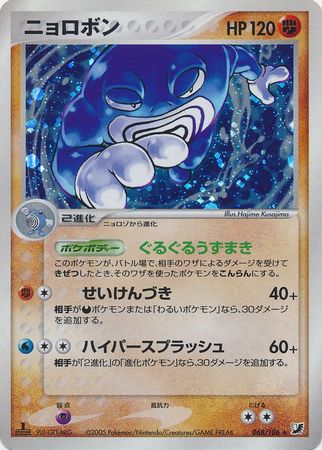 ニョロボン HP 120
Illus. Hajime Kusajima
2進化 ニョロゾから進化
ポケボディー ぐるぐるうずまき
このポケモンが、バトル場で、相手のワザによるダメージを受けて
きぜつしたとき、そのワザを使ったポケモンをこんらんにする。
せいけんづき 40+
相手がポケモンまたは「わるいポケモン」なら、30ダメージ
を追加する。
ハイパースプラッシュ 60+
相手が「2進化」の「進化ポケモン」なら、30ダメージ
を追加する。
弱点 抵抗力 にげる
1 ©2005 Pokémon/Nintendo/Creatures/GAME FREAK 068/106 ★